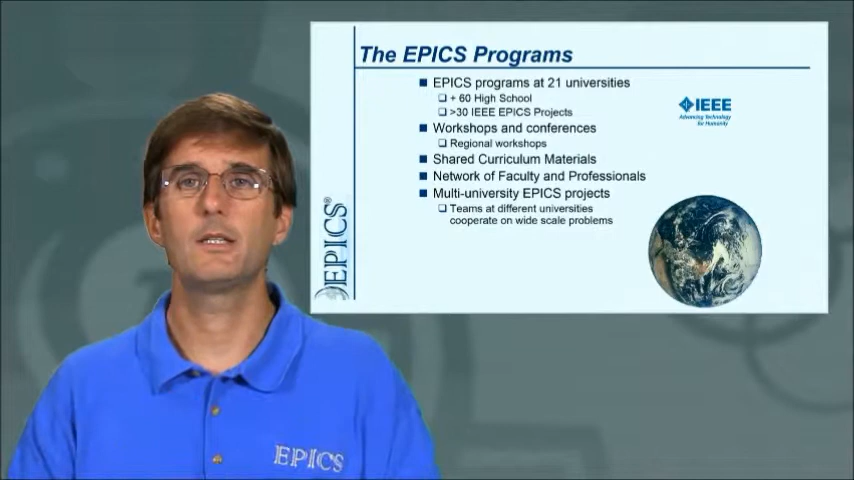 The EPICS Programs
EPICS programs at 21 universities
+ 60 High School
>30 IEEE EPICS Projects
Workshops and conferences
Regional workshops
Shared Curriculum Materials
Network of Faculty and Professionals
Multi-university EPICS projects
Teams at different universities
cooperate on wide scale problems
IEEE
Advancing Technology
for Humanity
EPICS®
EPICS